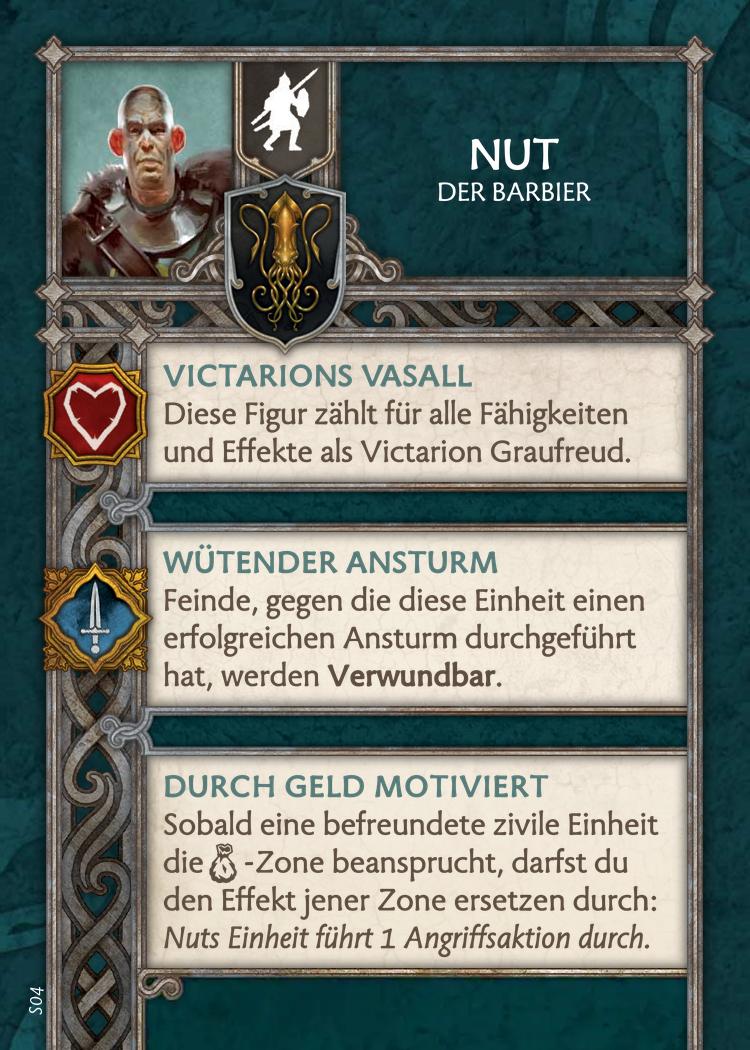 NUT
DER BARBIER
VICTARIONS VASALL
Diese Figur zählt für alle Fähigkeiten
und Effekte als Victarion Graufreud.
WÜTENDER ANSTURM
Feinde, gegen die diese Einheit einen
erfolgreichen Ansturm durchgeführt
hat, werden Verwundbar.
DURCH GELD MOTIVIERT
Sobald eine befreundete zivile Einheit
die -Zone beansprucht, darfst du
den Effekt jener Zone ersetzen durch:
Nuts Einheit führt 1 Angriffsaktion durch.
S04